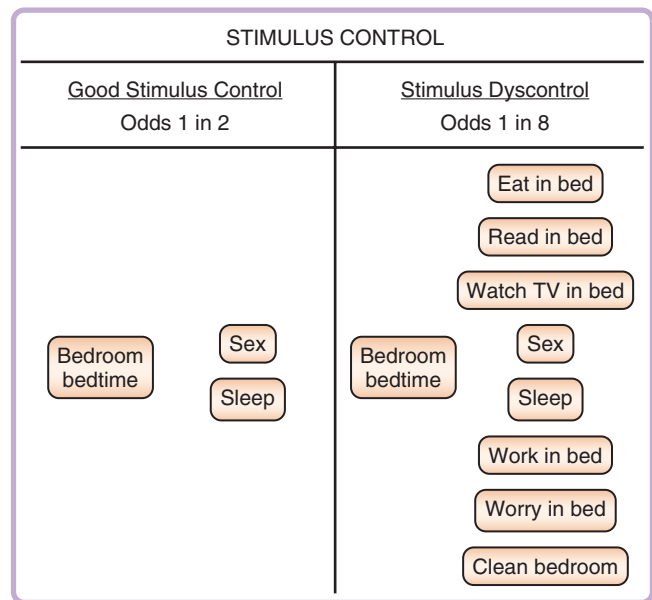 STIMULUS CONTROL
Good Stimulus Control
Odds 1 in 2
Bedroom
bedtime
Sex
Sleep
Stimulus Dyscontrol
Odds 1 in 8
Bedroom
bedtime
Eat in bed
Read in bed
Watch TV in bed
Sex
Sleep
Work in bed
Worry in bed
Clean bedroom